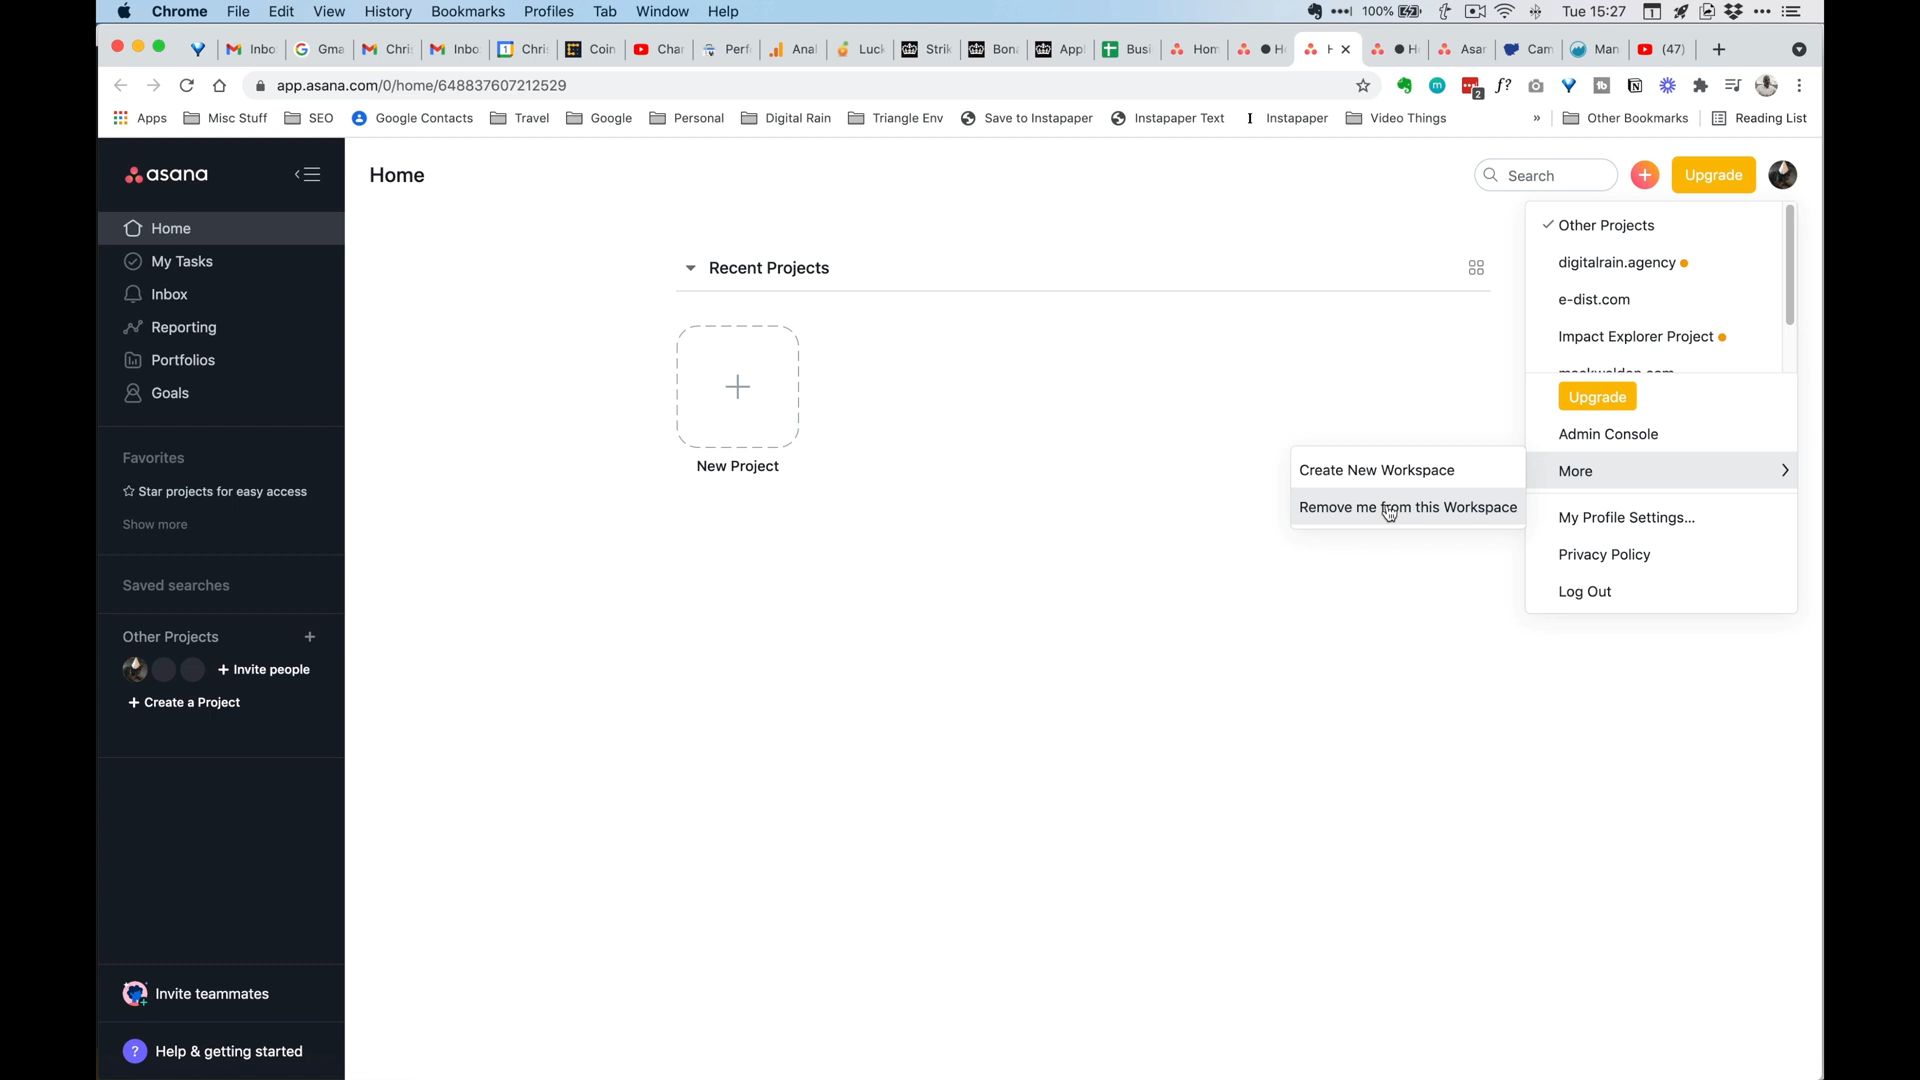 Chrome File Edit View History Bookmarks Profiles Tab Window Help 100% Tue 15:27
Inbo Gma Chri Inbo Chri Coin Char Perf Anal Luck Strik Bona Appl Busi Hom H H Asar Cam Man (47)
app.asana.com/0/home/648837607212529 f? 2
Apps Misc Stuff SEO Google Contacts Travel Google Personal Digital Rain Triangle Env Save to Instapaper Instapaper Text Instapaper Video Things » Other Bookmarks Reading List
asana
Home
Search
Upgrade
Home
My Tasks
Inbox
Reporting
Portfolios
Goals
Favorites
Star projects for easy access
Show more
Saved searches
Other Projects +
+ Invite people
+ Create a Project
Invite teammates
? Help & getting started
Recent Projects
New Project
Other Projects
digitalrain.agency
e-dist.com
Impact Explorer Project
Upgrade
Admin Console
More
Create New Workspace
Remove me from this Workspace
My Profile Settings...
Privacy Policy
Log Out